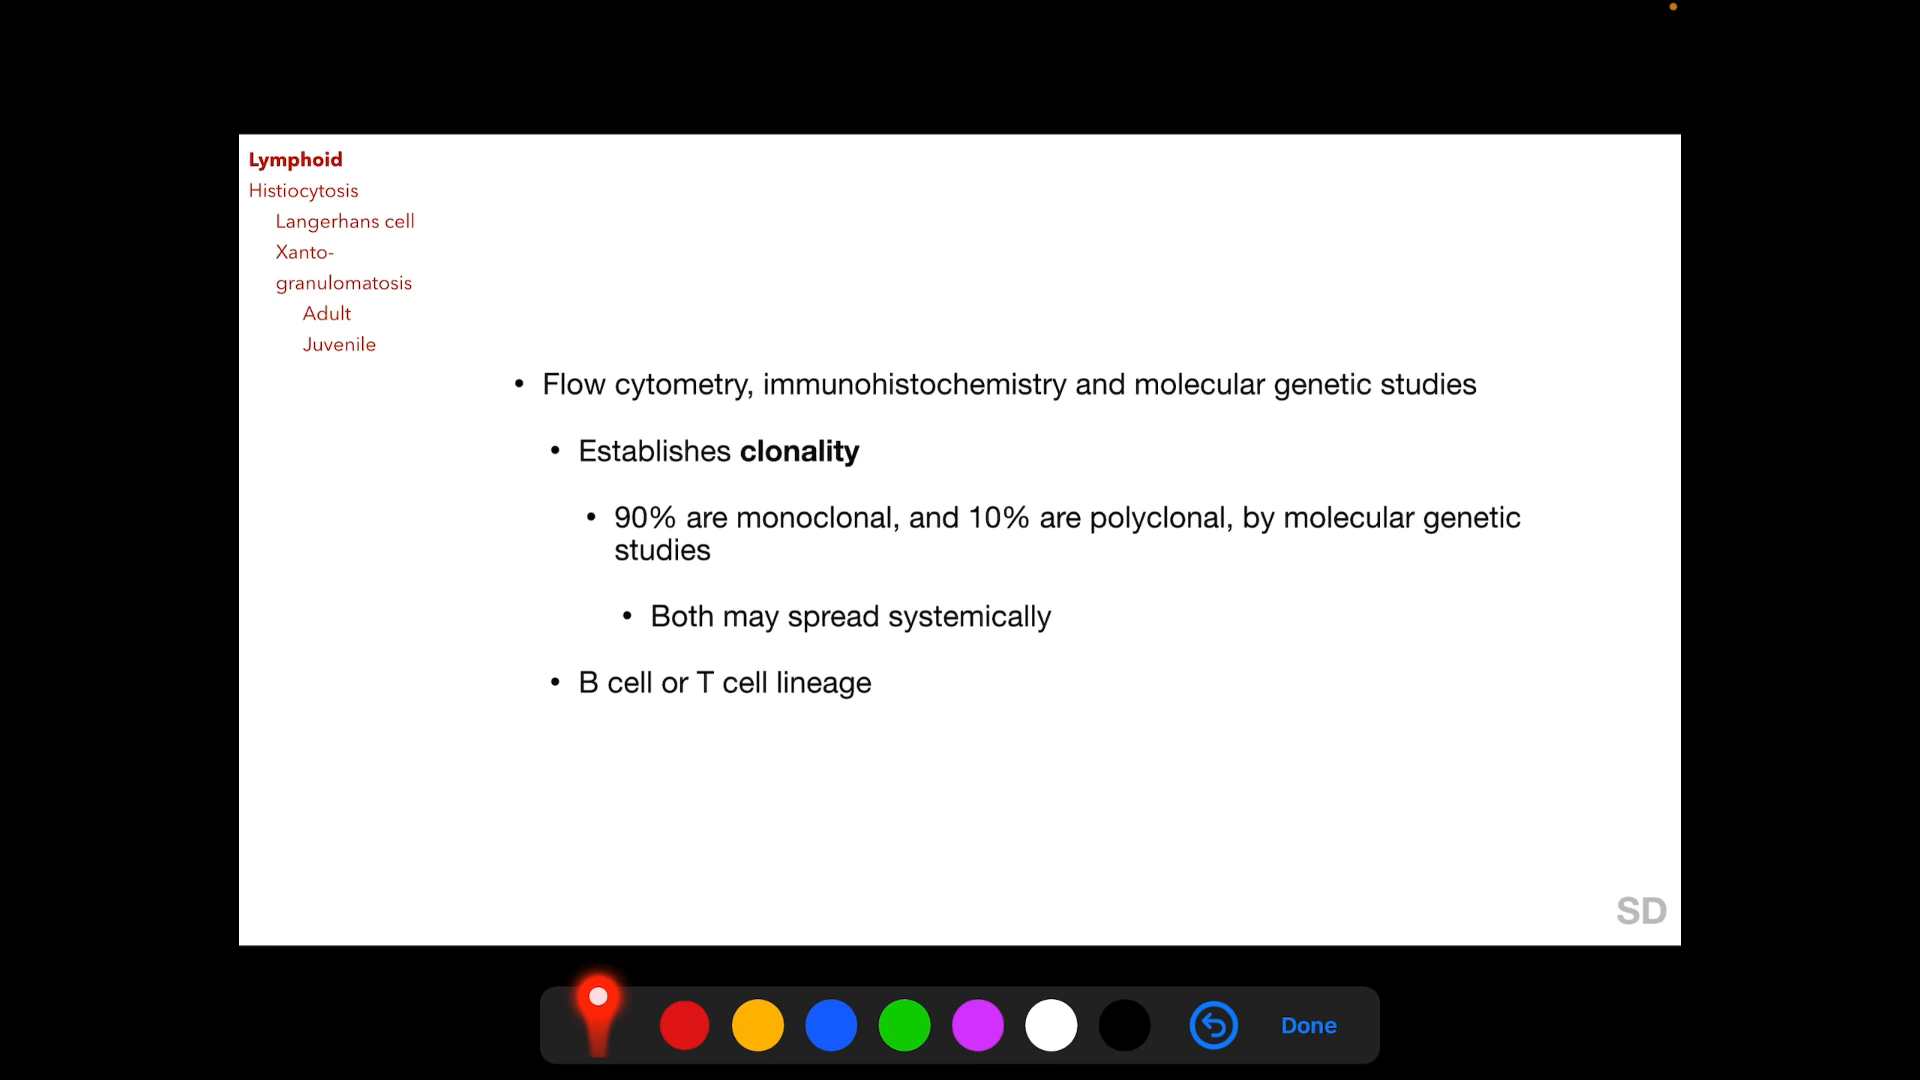 Lymphoid
Histiocytosis
Langerhans cell
Xanto-
granulomatosis
Adult
Juvenile
• Flow cytometry, immunohistochemistry and molecular genetic studies
• Establishes clonality
• 90% are monoclonal, and 10% are polyclonal, by molecular genetic
studies
• Both may spread systemically
• B cell or T cell lineage
SD
Done